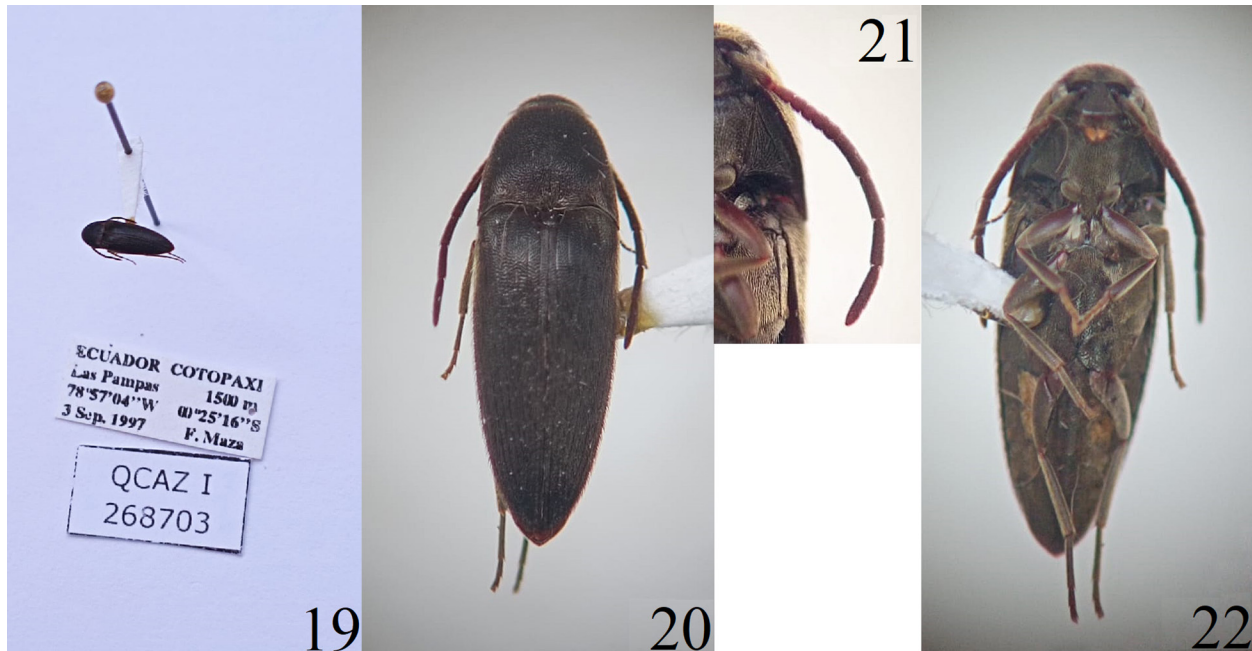 ECUADOR COTOPAXI
Las Pampas 1500 m
78°57'04''W 00°25'16''S
3 Sep. 1997 F. Maza
QCAZ I
268703
19
20
21
22